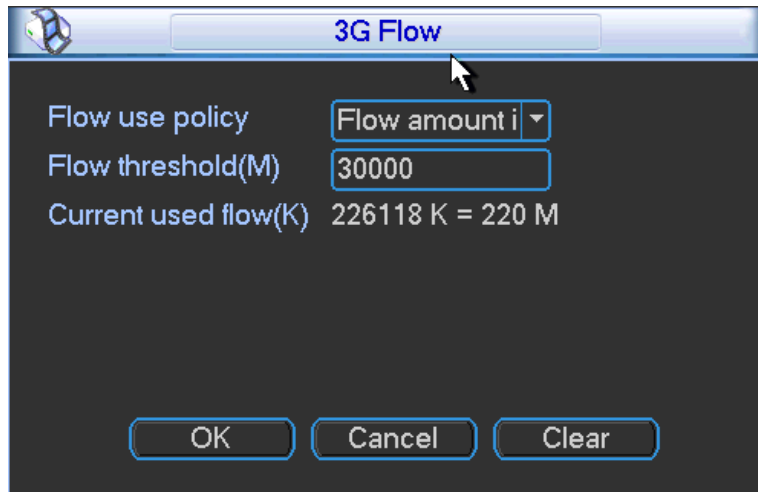 3G Flow
Flow use policy Flow amount i
Flow threshold(M) 30000
Current used flow(K) 226118 K = 220 M
OK Cancel Clear